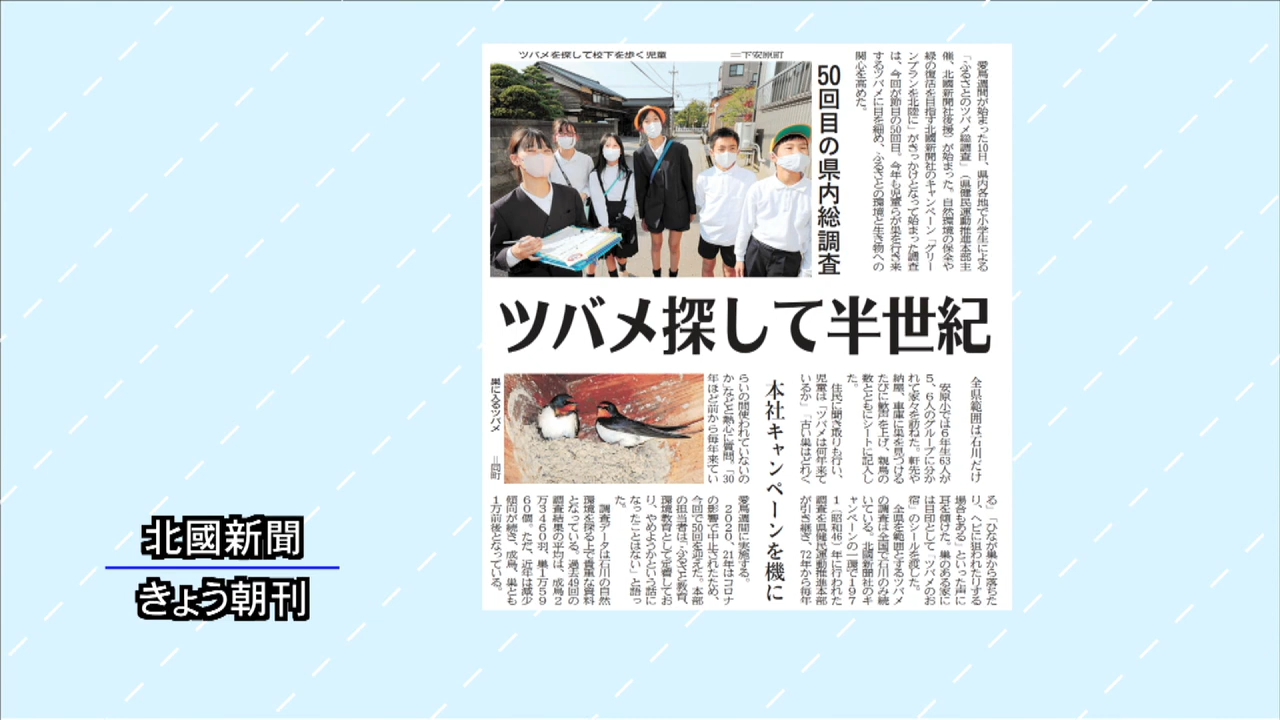 ツバメを探して校下を歩く児童
＝下安原町
50回目の県内総調査
愛鳥週間が始まった10日、県内各地で小学生による
「ふるさとのツバメ総調査」（県健民運動推進本部主
催、北國新聞社後援）が始まった。自然環境の保全や
緑の復活を目指す北國新聞社のキャンペーン「グリー
ンプランを北陸に」がきっかけとなって始まった調査
は、今回が節目の50回目。今年も児童らが巣を行き来
するツバメに目を細め、ふるさとの環境と生き物への
関心を高めた。
ツバメ探して半世紀
巣に入るツバメ
＝同町
全県範囲は石川だけ
安原小では6年生63人が
5、6人のグループに分か
れて家々を訪ねた。軒先や
納屋、車庫に巣を見つける
たびに歓声を上げ、親鳥の
数とともにシートに記入し
た。
住民に聞き取りも行い、
児童は「ツバメは何年来て
いるか」「古い巣はどれく
本社キャンペーンを機に
らいの間使われていないの
か」などと熱心に質問。「30
年ほど前から毎年来てい
る」「ひなが巣から落ちた
り、ヘビに狙われたりする
場合もある」といった声に
耳を傾けた。巣のある家に
は目印として「ツバメのお
宿」のシールを渡した。
全県を範囲とするツバメ
の調査は全国で石川のみ続
いている。北國新聞社のキ
ャンペーンの一環で197
1（昭和46）年に行われた
調査を県健民運動推進本部
が引き継ぎ、72年から毎年
愛鳥週間に実施する。
2020、21年はコロナ
の影響で中止されたため、
今回で50回を迎えた。本部
の担当者は「ふるさと教育、
環境教育として定着してお
り、やめようかという話に
なったことはない」と語っ
た。
調査データは石川の自然
環境を探る上で貴重な資料
となっている。過去49回の
調査結果の平均は、成鳥2
万3460羽、巣1万59
60個。ただ、近年は減少
傾向が続き、成鳥、巣とも
1万前後となっている。
北國新聞
きょう朝刊